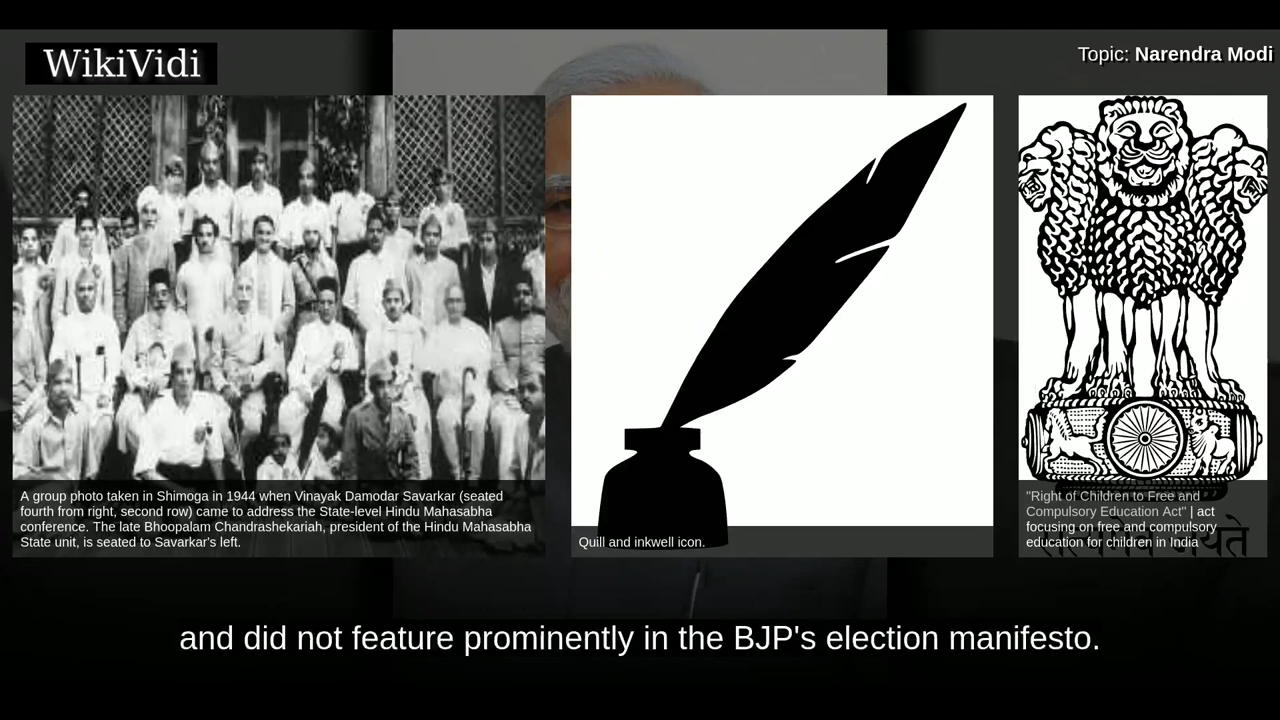 WikiVidi
Topic: Narendra Modi
A group photo taken in Shimoga in 1944 when Vinayak Damodar Savarkar (seated
fourth from right, second row) came to address the State-level Hindu Mahasabha
conference. The late Bhoopalam Chandrashekariah, president of the Hindu Mahasabha
State unit, is seated to Savarkar's left.
Quill and inkwell icon.
"Right of Children to Free and
Compulsory Education Act" | act
focusing on free and compulsory
education for children in India
सत्यमेव जयते
and did not feature prominently in the BJP's election manifesto.